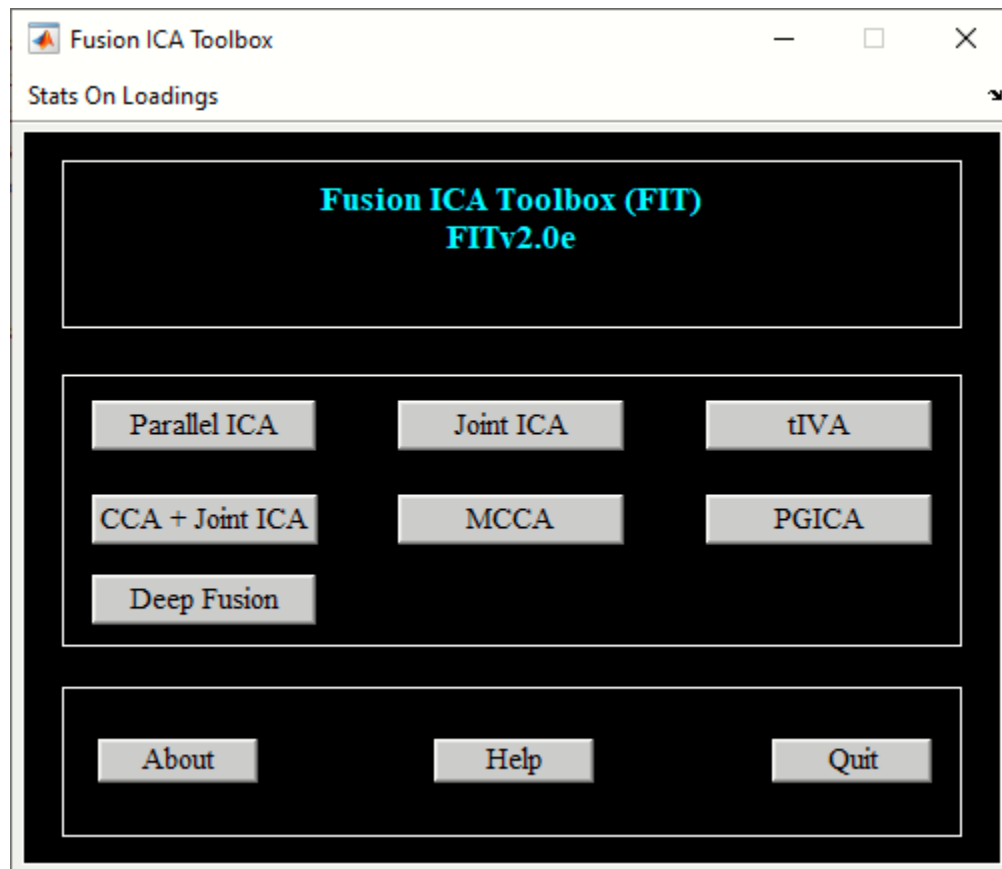 Fusion ICA Toolbox
Stats On Loadings
Fusion ICA Toolbox (FIT)
FITv2.0e
Parallel ICA
Joint ICA
tIVA
CCA + Joint ICA
MCCA
PGICA
Deep Fusion
About
Help
Quit